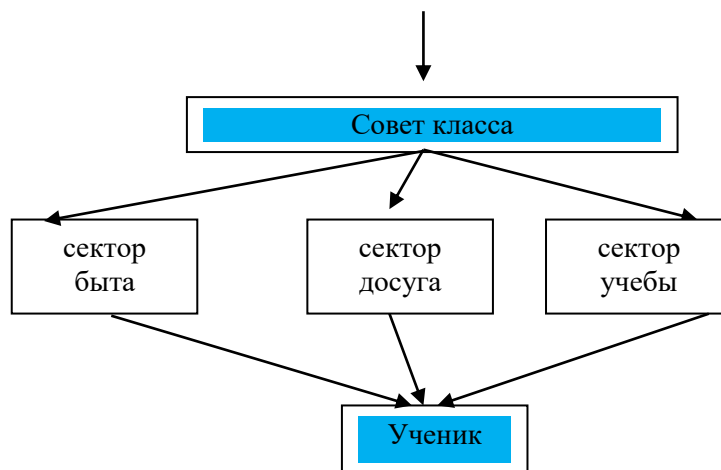 Совет класса
сектор
быта
сектор
досуга
сектор
учебы
Ученик